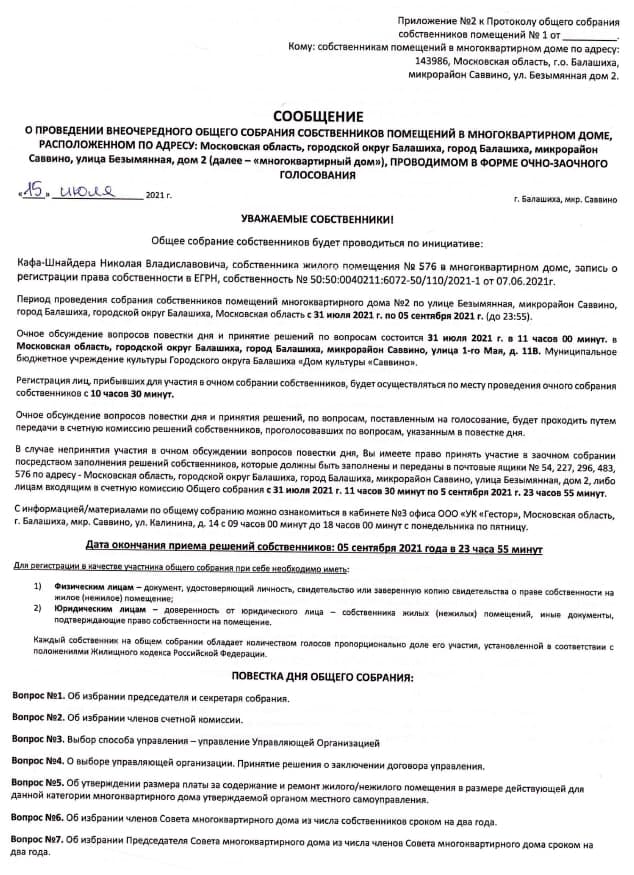 Приложение №2 к Протоколу общего собрания
собственников помещений № 1 от __________.
Кому: собственникам помещений в многоквартирном доме по адресу:
143986, Московская область, г.о. Балашиха,
микрорайон Саввино, ул. Безымянная дом 2.
СООБЩЕНИЕ
О ПРОВЕДЕНИИ ВНЕОЧЕРЕДНОГО ОБЩЕГО СОБРАНИЯ СОБСТВЕННИКОВ ПОМЕЩЕНИЙ В МНОГОКВАРТИРНОМ ДОМЕ,
РАСПОЛОЖЕННОМ ПО АДРЕСУ: Московская область, городской округ Балашиха, город Балашиха, микрорайон
Саввино, улица Безымянная, дом 2 (далее – «многоквартирный дом»), ПРОВОДИМОМ В ФОРМЕ ОЧНО-ЗАОЧНОГО
ГОЛОСОВАНИЯ
«15» июля 2021 г.
г. Балашиха, мкр. Саввино
УВАЖАЕМЫЕ СОБСТВЕННИКИ!
Общее собрание собственников будет проводиться по инициативе:
Кафа-Шнайдера Николая Владиславовича, собственника жилого помещения № 576 в многоквартирном доме, запись о
регистрации права собственности в ЕГРН, собственность № 50:50:0040211:6072-50/110/2021-1 от 07.06.2021г.
Период проведения собрания собственников помещений многоквартирного дома №2 по улице Безымянная, микрорайон Саввино,
город Балашиха, городской округ Балашиха, Московская область с 31 июля 2021 г. по 05 сентября 2021 г. (до 23:55).
Очное обсуждение вопросов повестки дня и принятие решений по вопросам состоится 31 июля 2021 г. в 11 часов 00 минут. в
Московская область, городской округ Балашиха, город Балашиха, микрорайон Саввино, улица 1-го Мая, д. 11В. Муниципальное
бюджетное учреждение культуры Городского округа Балашиха «Дом культуры «Саввино».
Регистрация лиц, прибывших для участия в очном собрании собственников, будет осуществляться по месту проведения очного собрания
собственников с 10 часов 30 минут.
Очное обсуждение вопросов повестки дня и принятия решений, по вопросам, поставленным на голосование, будет проходить путем
передачи в счетную комиссию решений собственников, проголосовавших по вопросам, указанным в повестке дня.
В случае непринятия участия в очном обсуждении вопросов повестки дня, Вы имеете право принять участие в заочном собрании
посредством заполнения решений собственников, которые должны быть заполнены и переданы в почтовые ящики № 54, 227, 296, 483,
576 по адресу - Московская область, городской округ Балашиха, город Балашиха, микрорайон Саввино, улица Безымянная, дом 2, либо
лицам входящим в счетную комиссию Общего собрания с 31 июля 2021 г. 11 часов 30 минут по 5 сентября 2021 г. 23 часов 55 минут.
С информацией/материалами по общему собранию можно ознакомиться в кабинете №3 офиса ООО «УК «Гестор», Московская область,
г. Балашиха, мкр. Саввино, ул. Калинина, д. 14 с 09 часов 00 минут до 18 часов 00 минут с понедельника по пятницу.
Дата окончания приема решений собственников: 05 сентября 2021 года в 23 часа 55 минут
Для регистрации в качестве участника общего собрания при себе необходимо иметь:
1) Физическим лицам – документ, удостоверяющий личность, свидетельство или заверенную копию свидетельства о праве собственности на
жилое (нежилое) помещение;
2) Юридическим лицам – доверенность от юридического лица – собственника жилых (нежилых) помещений, иные документы,
подтверждающие право собственности на помещение.
Каждый собственник на общем собрании обладает количеством голосов пропорционально доле его участия, установленной в соответствии с
положениями Жилищного кодекса Российской Федерации.
ПОВЕСТКА ДНЯ ОБЩЕГО СОБРАНИЯ:
Вопрос №1. Об избрании председателя и секретаря собрания.
Вопрос №2. Об избрании членов счетной комиссии.
Вопрос №3. Выбор способа управления – управление Управляющей Организацией
Вопрос №4. О выборе управляющей организации. Принятие решения о заключении договора управления.
Вопрос №5. Об утверждении размера платы за содержание и ремонт жилого/нежилого помещения в размере действующей для
данной категории многоквартирного дома утверждаемой органом местного самоуправления.
Вопрос №6. Об избрании членов Совета многоквартирного дома из числа собственников сроком на два года.
Вопрос №7. Об избрании Председателя Совета многоквартирного дома из числа членов Совета многоквартирного дома сроком на
два года.